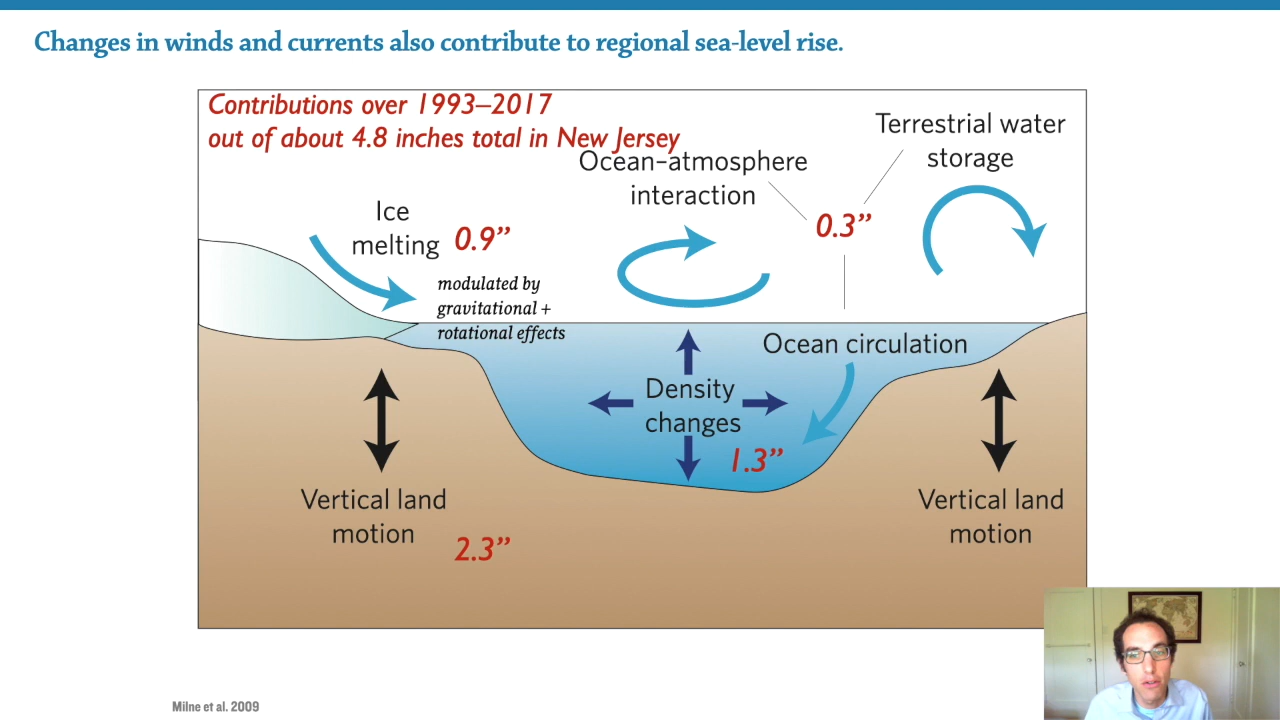 Changes in winds and currents also contribute to regional sea-level rise.
Contributions over 1993–2017
out of about 4.8 inches total in New Jersey
Ocean–atmosphere
interaction
Terrestrial water
storage
Ice
melting
0.9”
0.3”
modulated by
gravitational +
rotational effects
Ocean circulation
Density
changes
1.3”
Vertical land
motion
2.3”
Vertical land
motion
Milne et al. 2009